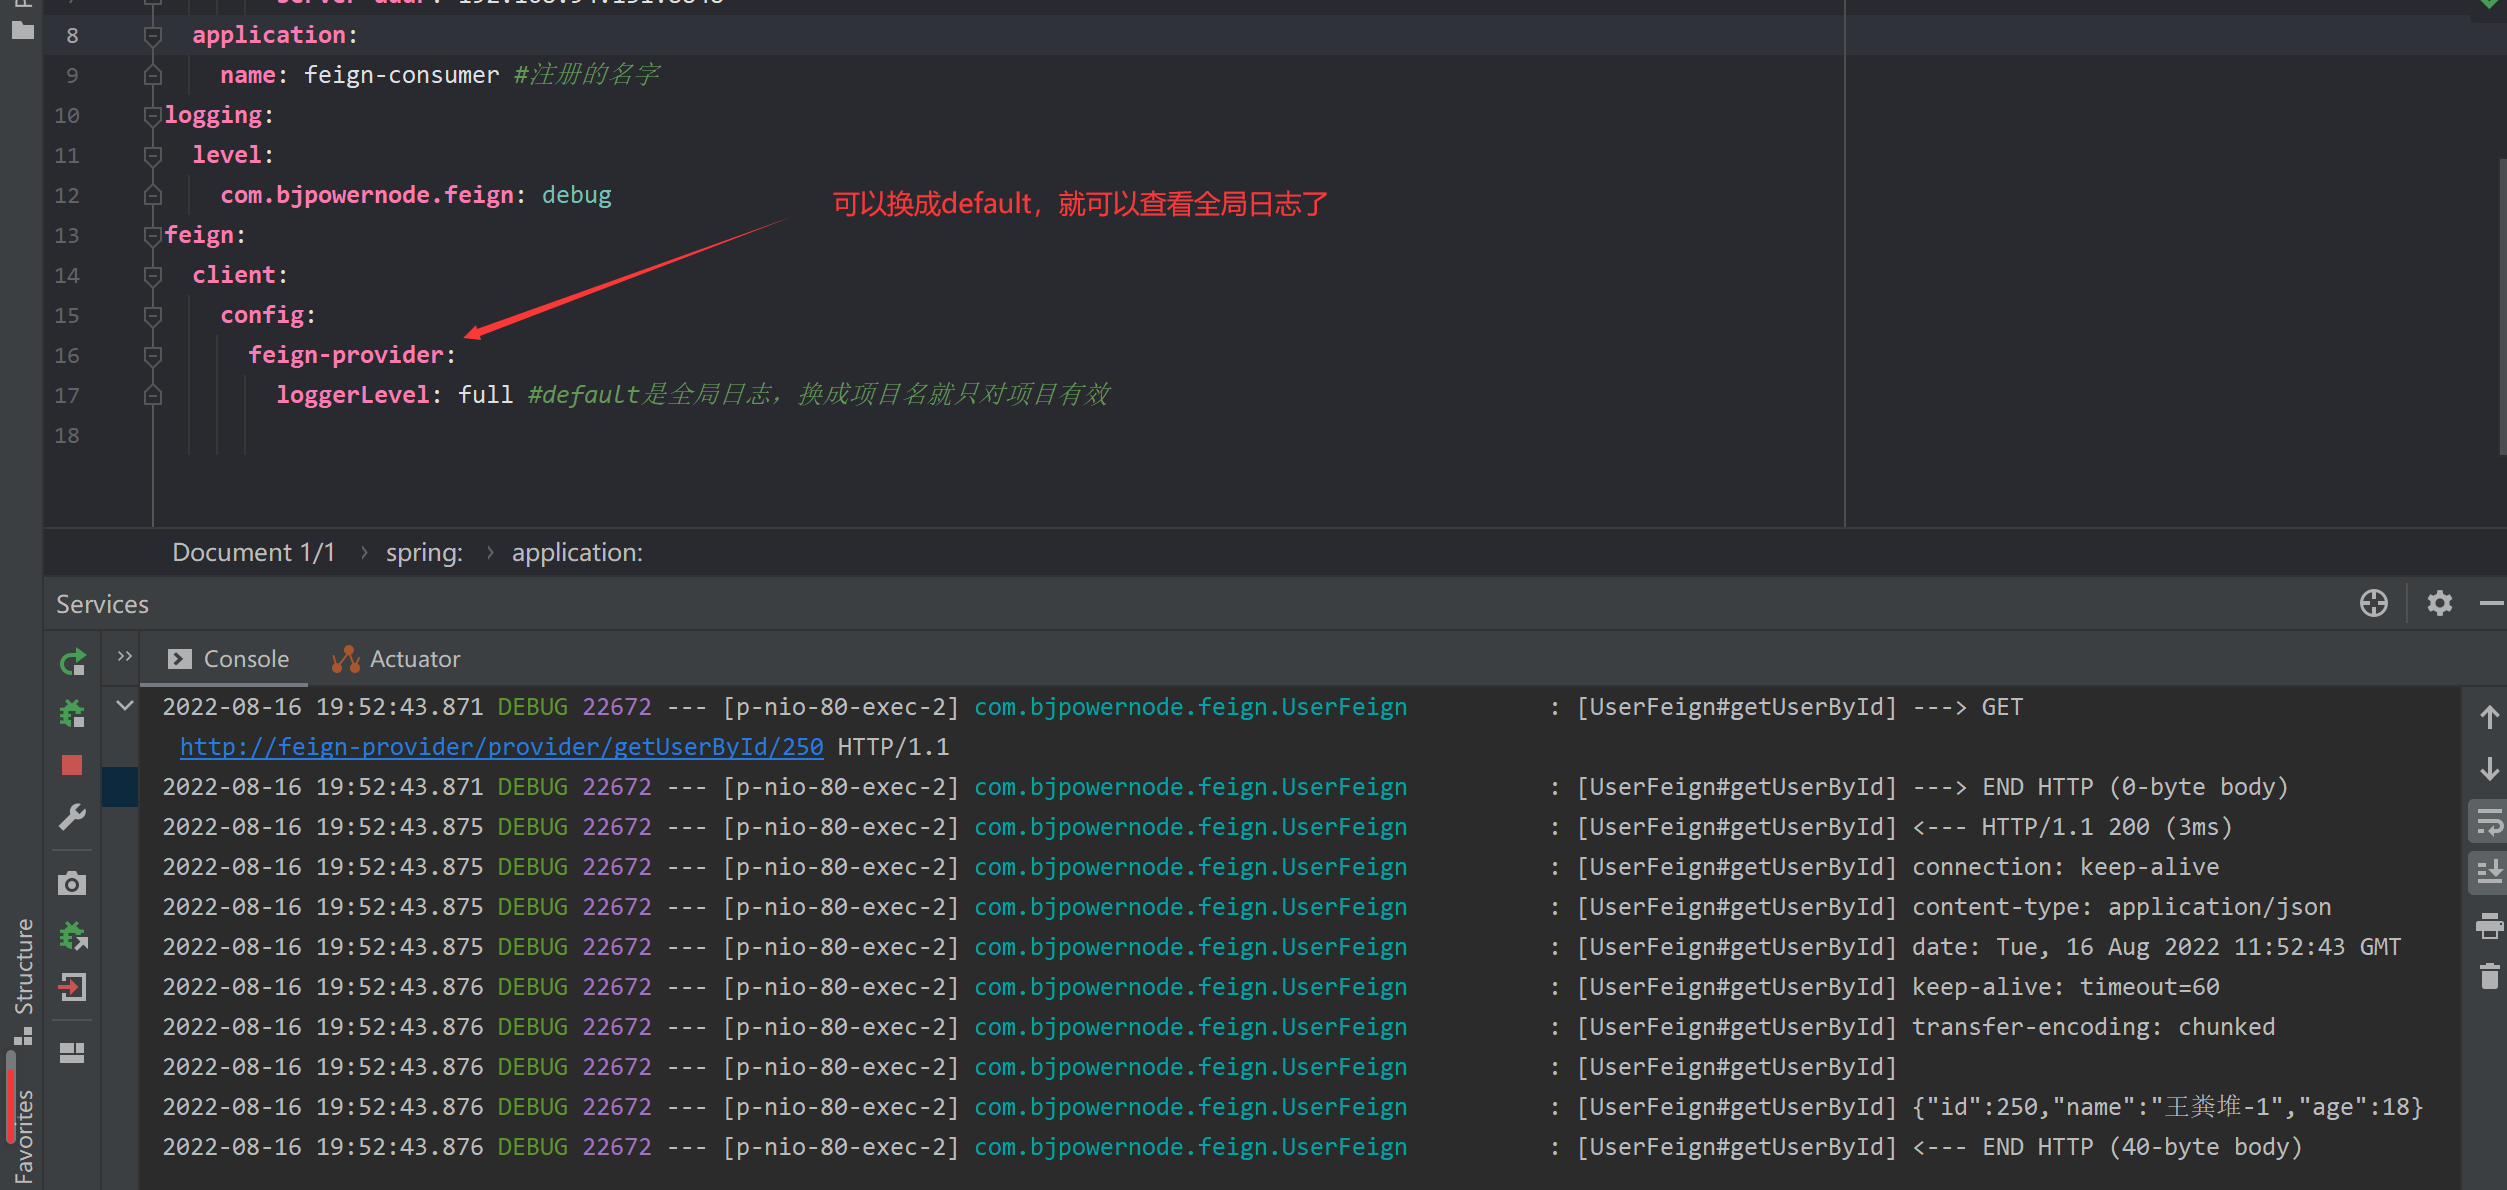 8 application:
9 name: feign-consumer #注册的名字
10 logging:
11 level:
12 com.bjpowernode.feign: debug
可以换成default，就可以查看全局日志了
13 feign:
14 client:
15 config:
16 feign-provider:
17 loggerLevel: full #default是全局日志，换成项目名就只对项目有效
18
Document 1/1 › spring: › application:
Services
Console Actuator
2022-08-16 19:52:43.871 DEBUG 22672 --- [p-nio-80-exec-2] com.bjpowernode.feign.UserFeign : [UserFeign#getUserById] ---> GET
http://feign-provider/provider/getUserById/250 HTTP/1.1
2022-08-16 19:52:43.871 DEBUG 22672 --- [p-nio-80-exec-2] com.bjpowernode.feign.UserFeign : [UserFeign#getUserById] ---> END HTTP (0-byte body)
2022-08-16 19:52:43.875 DEBUG 22672 --- [p-nio-80-exec-2] com.bjpowernode.feign.UserFeign : [UserFeign#getUserById] <--- HTTP/1.1 200 (3ms)
2022-08-16 19:52:43.875 DEBUG 22672 --- [p-nio-80-exec-2] com.bjpowernode.feign.UserFeign : [UserFeign#getUserById] connection: keep-alive
2022-08-16 19:52:43.875 DEBUG 22672 --- [p-nio-80-exec-2] com.bjpowernode.feign.UserFeign : [UserFeign#getUserById] content-type: application/json
2022-08-16 19:52:43.875 DEBUG 22672 --- [p-nio-80-exec-2] com.bjpowernode.feign.UserFeign : [UserFeign#getUserById] date: Tue, 16 Aug 2022 11:52:43 GMT
2022-08-16 19:52:43.876 DEBUG 22672 --- [p-nio-80-exec-2] com.bjpowernode.feign.UserFeign : [UserFeign#getUserById] keep-alive: timeout=60
2022-08-16 19:52:43.876 DEBUG 22672 --- [p-nio-80-exec-2] com.bjpowernode.feign.UserFeign : [UserFeign#getUserById] transfer-encoding: chunked
2022-08-16 19:52:43.876 DEBUG 22672 --- [p-nio-80-exec-2] com.bjpowernode.feign.UserFeign : [UserFeign#getUserById]
2022-08-16 19:52:43.876 DEBUG 22672 --- [p-nio-80-exec-2] com.bjpowernode.feign.UserFeign : [UserFeign#getUserById] {"id":250,"name":"王粪堆-1","age":18}
2022-08-16 19:52:43.876 DEBUG 22672 --- [p-nio-80-exec-2] com.bjpowernode.feign.UserFeign : [UserFeign#getUserById] <--- END HTTP (40-byte body)
Structure
Favorites